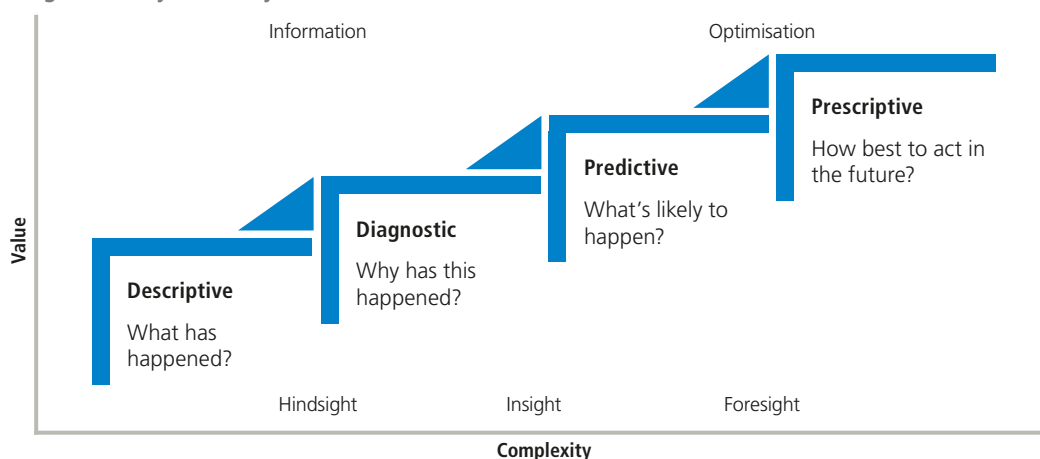 Information
Optimisation
Prescriptive
How best to act in
the future?
Predictive
What's likely to
happen?
Diagnostic
Why has this
happened?
Descriptive
What has
happened?
Value
Hindsight
Insight
Foresight
Complexity